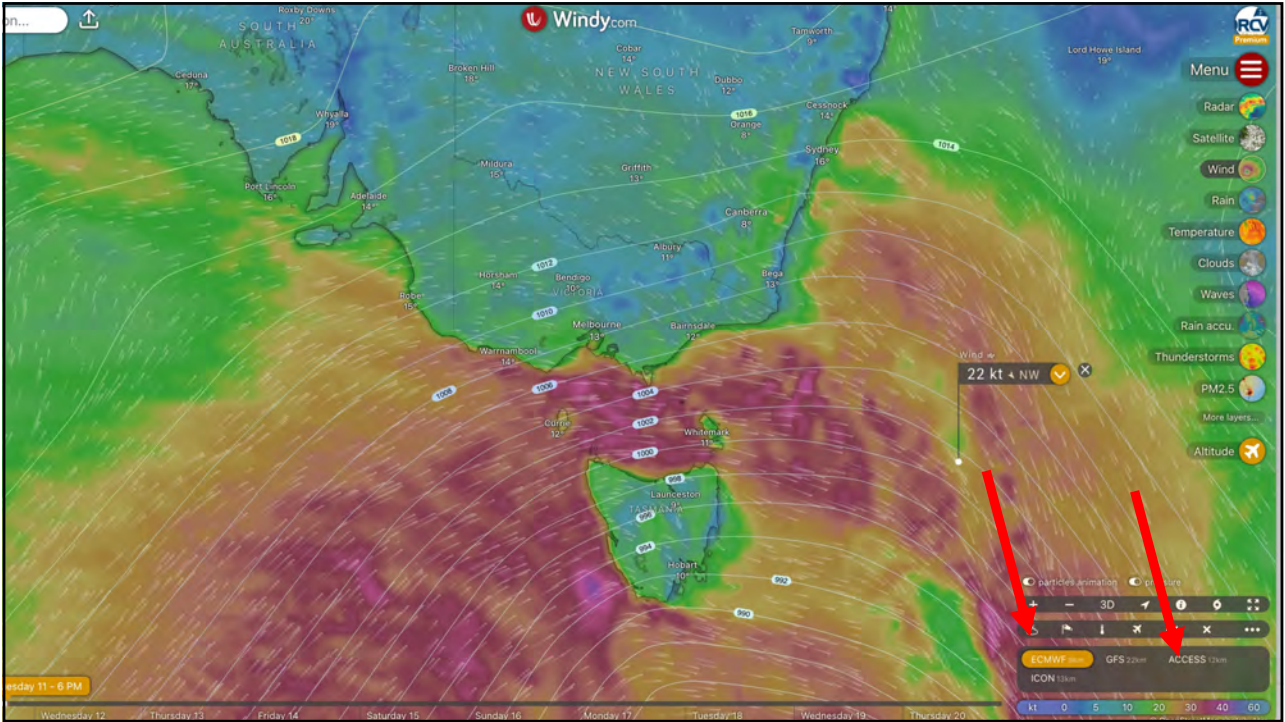 on...
Windy.com
RCV
Premium
Menu
Radar
Satellite
Wind
Rain
Temperature
Clouds
Waves
Rain accu.
Thunderstorms
PM2.5
More layers...
Altitude
Roxby Downs
20°
SOUTH
AUSTRALIA
14°
Tamworth
9°
Cobar
14°
Lord Howe Island
19°
Ceduna
17°
Broken Hill
18°
NEW SOUTH
WALES
Dubbo
12°
Whyalla
19°
1016
Orange
8°
Cessnock
14°
1018
1014
Sydney
16°
Mildura
15°
Griffith
13°
Port Lincoln
16°
Adelaide
14°
Canberra
8°
Albury
11°
1012
Horsham
14°
Bendigo
10°
VICTORIA
Bega
13°
Robe
15°
1010
Melbourne
13°
Bairnsdale
12°
Warrnambool
14°
Wind
22 kt NW
1008
1006
1004
Currie
12°
1002
Whitemark
11°
1000
998
Launceston
9°
TASMANIA
996
994
Hobart
10°
992
990
particles animation
pressure
+ − 3D
ECMWF 9km GFS 22km ACCESS 12km
ICON 13km
kt 0 5 10 20 30 40 60
esday 11 - 6 PM
Wednesday 12 Thursday 13 Friday 14 Saturday 15 Sunday 16 Monday 17 Tuesday 18 Wednesday 19 Thursday 20